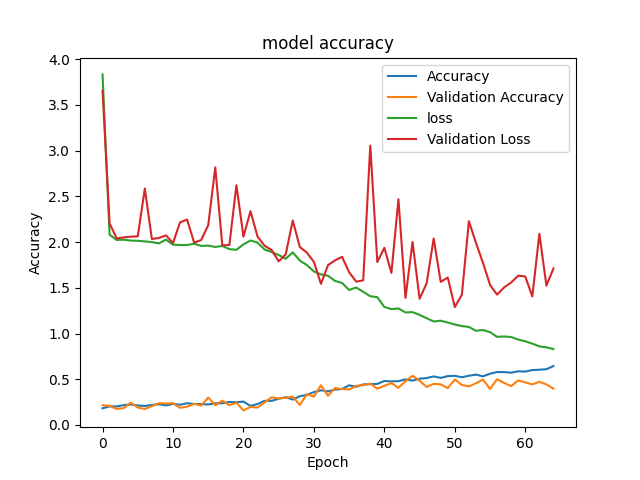 model accuracy
4.0
3.5
3.0
2.5
2.0
1.5
1.0
0.5
0.0
Accuracy
Accuracy
Validation Accuracy
loss
Validation Loss
0 10 20 30 40 50 60
Epoch